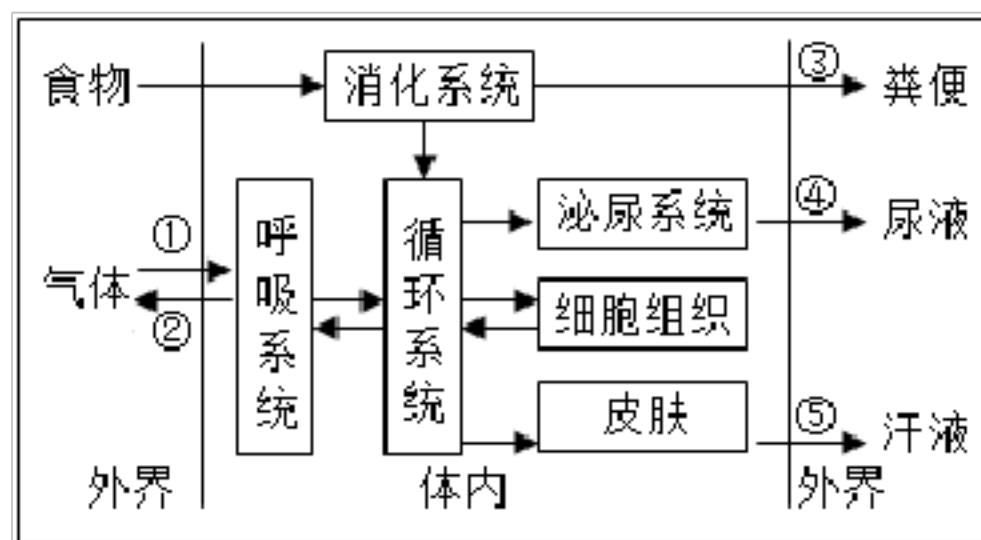 食物
消化系统
③
粪便
①
气体
②
呼吸系统
循环系统
泌尿系统
④
尿液
细胞组织
皮肤
⑤
汗液
外界
体内
外界